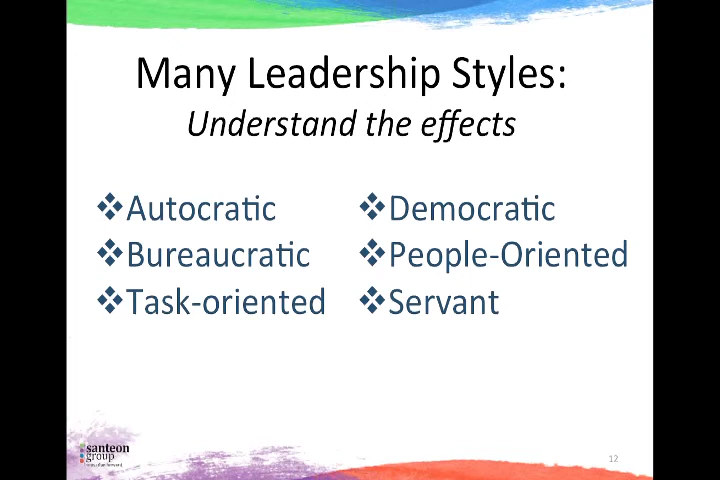 Many Leadership Styles:
Understand the effects
❖Autocratic
❖Bureaucratic
❖Task-oriented
❖Democratic
❖People-Oriented
❖Servant
santeon
group
12